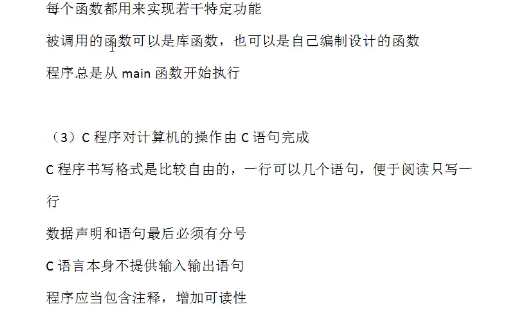 每个函数都用来实现若干特定功能
被调用的函数可以是库函数，也可以是自己编制设计的函数
程序总是从 main 函数开始执行
（3）C 程序对计算机的操作由 C 语句完成
C 程序书写格式是比较自由的，一行可以几个语句，便于阅读只写一
行
数据声明和语句最后必须有分号
C 语言本身不提供输入输出语句
程序应当包含注释，增加可读性